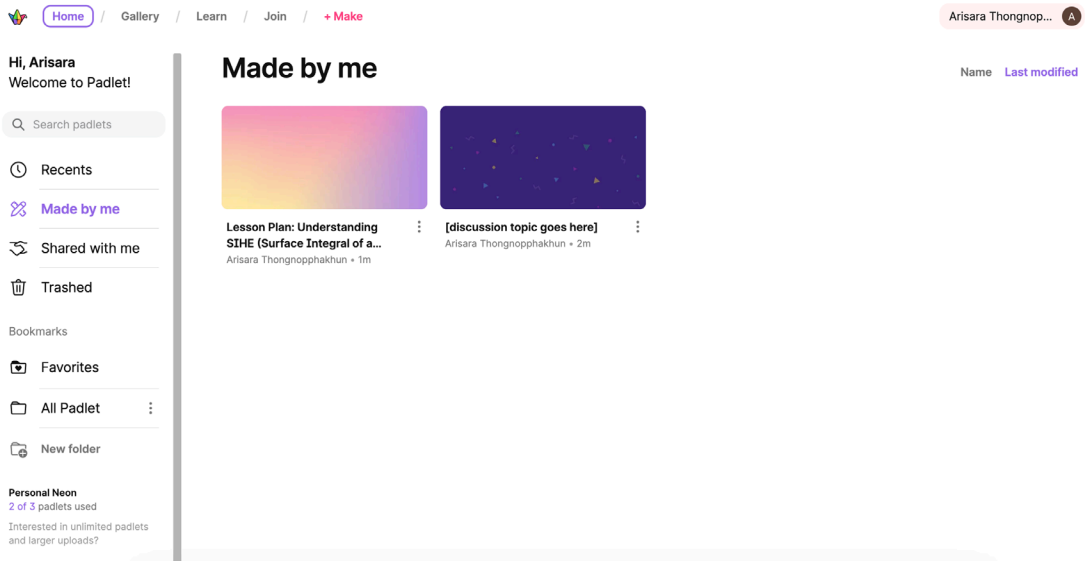 Home / Gallery / Learn / Join / + Make
Arisara Thongnop... A
Hi, Arisara
Welcome to Padlet!
Search padlets
Recents
Made by me
Shared with me
Trashed
Bookmarks
Favorites
All Padlet
New folder
Personal Neon
2 of 3 padlets used
Interested in unlimited padlets
and larger uploads?
Made by me
Name Last modified
Lesson Plan: Understanding
SIHE (Surface Integral of a...
Arisara Thongnopphakhun • 1m
[discussion topic goes here]
Arisara Thongnopphakhun • 2m